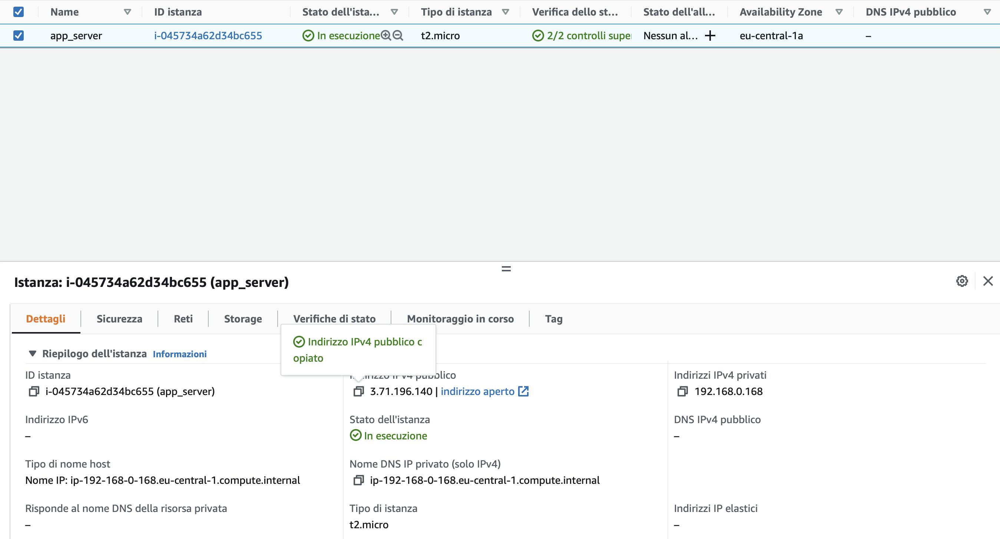 Name ID istanza Stato dell'ista... Tipo di istanza Verifica dello st... Stato dell'all... Availability Zone DNS IPv4 pubblico
app_server i-045734a62d34bc655 In esecuzione t2.micro 2/2 controlli super Nessun al... eu-central-1a –
Istanza: i-045734a62d34bc655 (app_server)
Dettagli Sicurezza Reti Storage Verifiche di stato Monitoraggio in corso Tag
Indirizzo IPv4 pubblico c
opiato
Riepilogo dell'istanza Informazioni
ID istanza
i-045734a62d34bc655 (app_server)
Indirizzo IPv4 pubblico
3.71.196.140 | indirizzo aperto
Indirizzi IPv4 privati
192.168.0.168
Indirizzo IPv6
–
Stato dell'istanza
In esecuzione
DNS IPv4 pubblico
–
Tipo di nome host
Nome IP: ip-192-168-0-168.eu-central-1.compute.internal
Nome DNS IP privato (solo IPv4)
ip-192-168-0-168.eu-central-1.compute.internal
Risponde al nome DNS della risorsa privata
–
Tipo di istanza
t2.micro
Indirizzi IP elastici
–